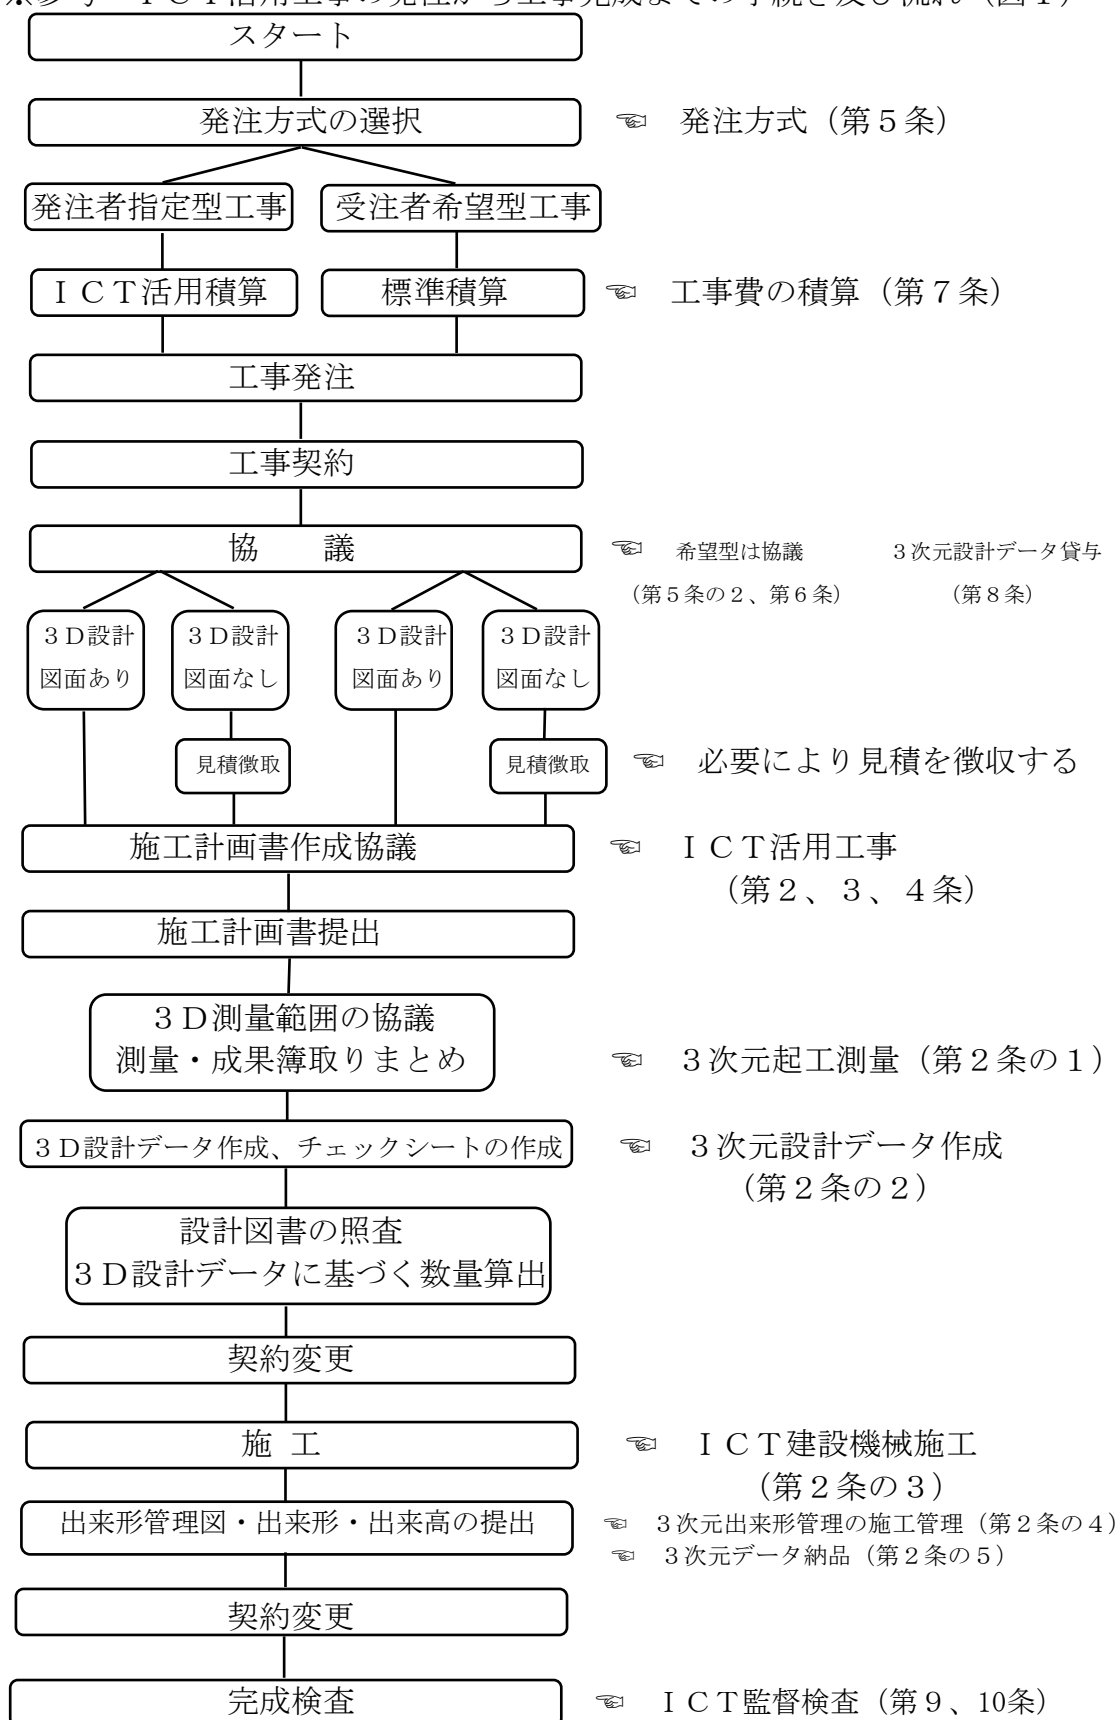 ※参考　ＩＣＴ活用工事の発注から工事完成までの手続き及び流れ（図１）
スタート
発注方式の選択　☜　発注方式（第５条）
発注者指定型工事　受注者希望型工事
ＩＣＴ活用積算　標準積算　☜　工事費の積算（第７条）
工事発注
工事契約
協　　議　☜　希望型は協議　３次元設計データ貸与
（第５条の２、第６条）　（第８条）
３Ｄ設計　３Ｄ設計　３Ｄ設計　３Ｄ設計
図面あり　図面なし　図面あり　図面なし
見積徴取　見積徴取　☜　必要により見積を徴収する
施工計画書作成協議　☜　ＩＣＴ活用工事
（第２、３、４条）
施工計画書提出
３Ｄ測量範囲の協議
測量・成果簿取りまとめ　☜　３次元起工測量（第２条の１）
３Ｄ設計データ作成、チェックシートの作成　☜　３次元設計データ作成
（第２条の２）
設計図書の照査
３Ｄ設計データに基づく数量算出
契約変更
施 工　☜　ＩＣＴ建設機械施工
（第２条の３）
出来形管理図・出来形・出来高の提出　☜　３次元出来形管理の施工管理（第２条の４）
☜　３次元データ納品（第２条の５）
契約変更
完成検査　☜　ＩＣＴ監督検査（第９、10条）